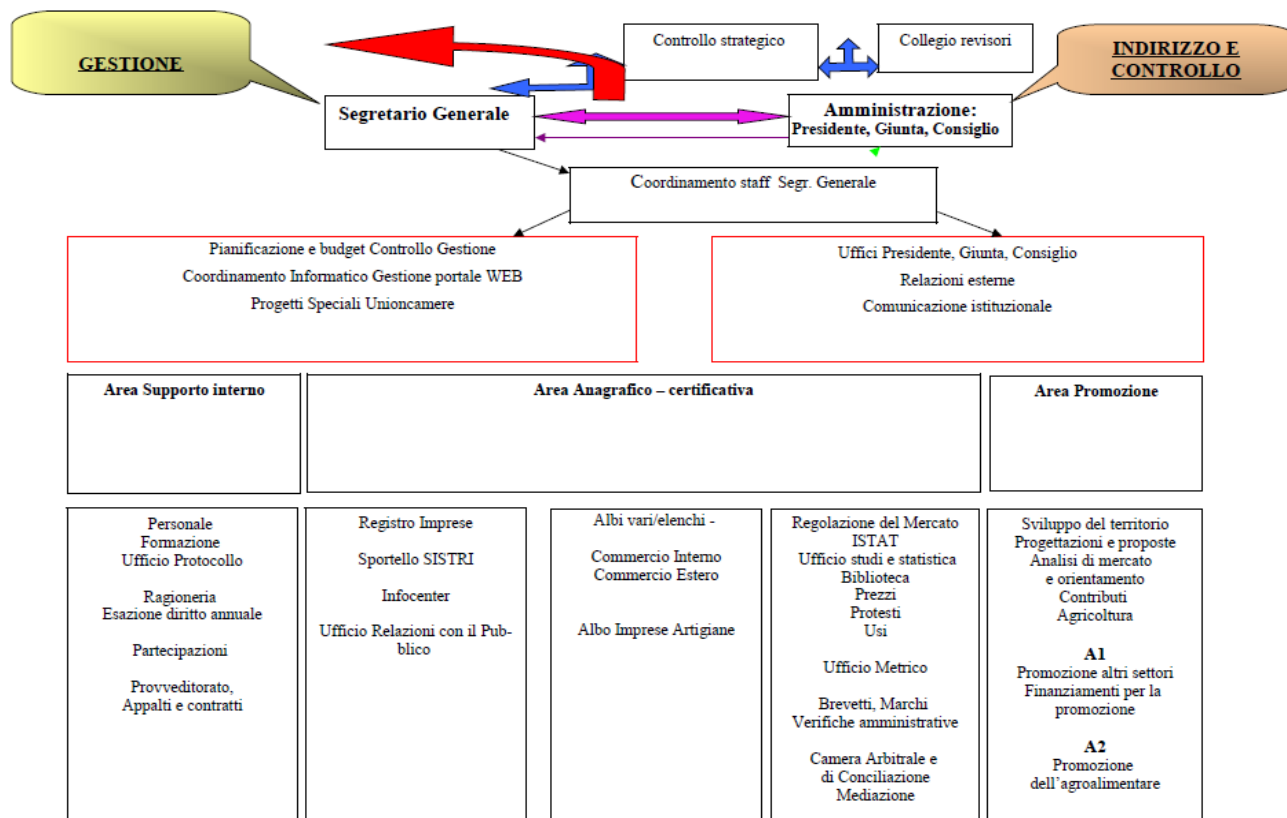 GESTIONE
Controllo strategico
Collegio revisori
INDIRIZZO E
CONTROLLO
Segretario Generale
Amministrazione:
Presidente, Giunta, Consiglio
Coordinamento staff  Segr. Generale
Pianificazione e budget Controllo Gestione
Coordinamento Informatico Gestione portale WEB
Progetti Speciali Unioncamere
Uffici Presidente, Giunta, Consiglio
Relazioni esterne
Comunicazione istituzionale
Area Supporto interno
Area Anagrafico – certificativa
Area Promozione
Personale
Formazione
Ufficio Protocollo
Ragioneria
Esazione diritto annuale
Partecipazioni
Provveditorato,
Appalti e contratti
Registro Imprese
Sportello SISTRI
Infocenter
Ufficio Relazioni con il Pub-
blico
Albi vari/elenchi -
Commercio Interno
Commercio Estero
Albo Imprese Artigiane
Regolazione del Mercato
ISTAT
Ufficio studi e statistica
Biblioteca
Prezzi
Protesti
Usi
Ufficio Metrico
Brevetti, Marchi
Verifiche amministrative
Camera Arbitrale e
di Conciliazione
Mediazione
Sviluppo del territorio
Progettazioni e proposte
Analisi di mercato
e orientamento
Contributi
Agricoltura
A1
Promozione altri settori
Finanziamenti per la
promozione
A2
Promozione
dell'agroalimentare